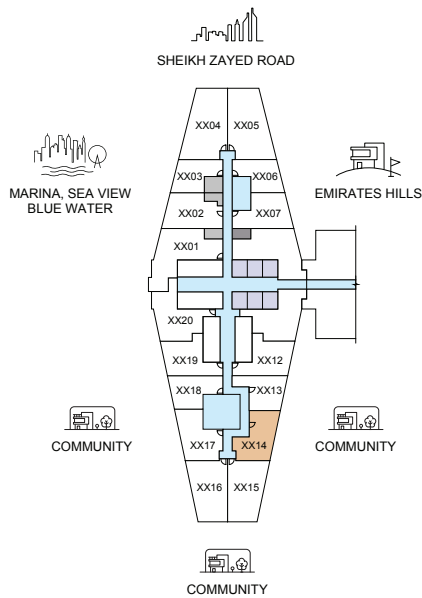 SHEIKH ZAYED ROAD
XX04 XX05
MARINA, SEA VIEW
BLUE WATER
XX03 XX06
EMIRATES HILLS
XX02 XX07
XX01
XX20
XX19 XX12
XX18 XX13
COMMUNITY
COMMUNITY
XX17 XX14
XX16 XX15
COMMUNITY